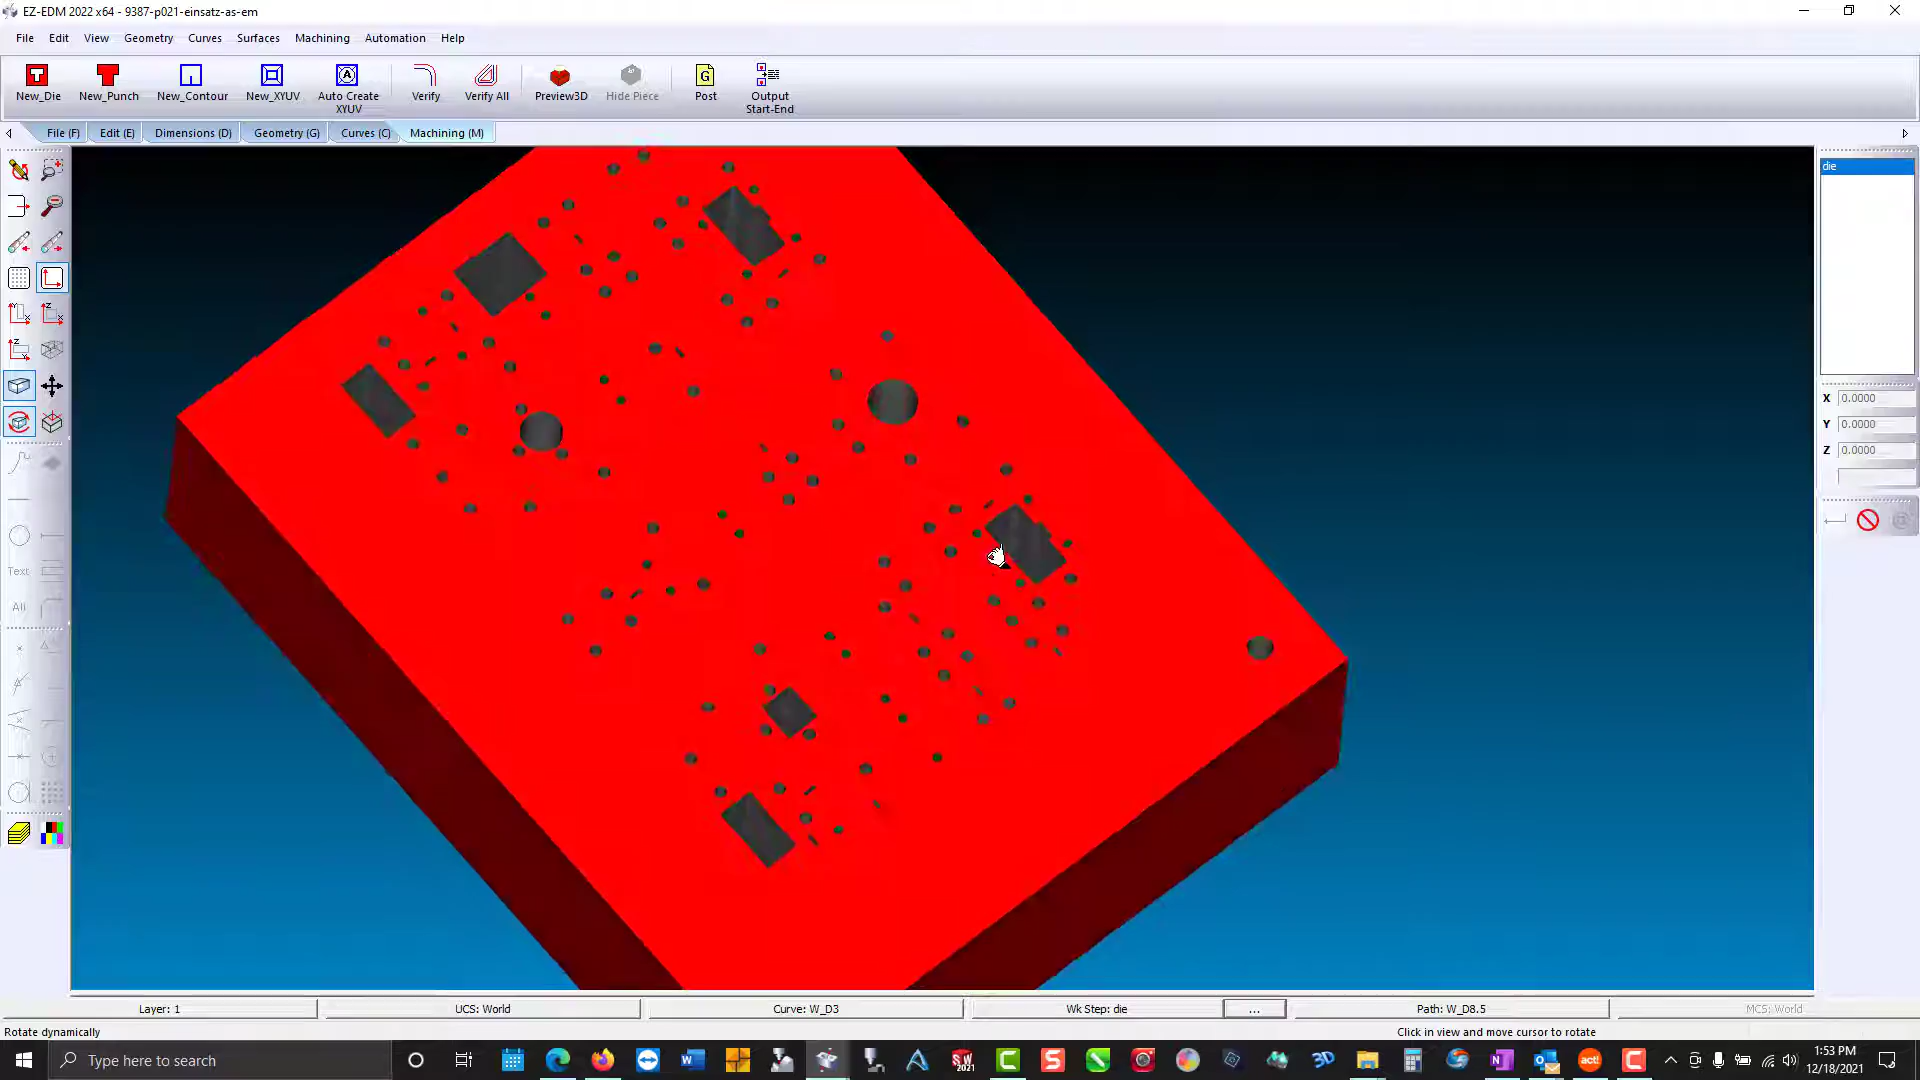 EZ-EDM 2022 x64 - 9387-p021-einsatz-as-em
File Edit View Geometry Curves Surfaces Machining Automation Help
New_Die New_Punch New_Contour New_XYUV Auto Create XYUV Verify Verify All Preview3D Hide Piece Post Output Start-End
File (F) Edit (E) Dimensions (D) Geometry (G) Curves (C) Machining (M)
die
X 0.0000
Y 0.0000
Z 0.0000
Text
All
Layer: 1 UCS: World Curve: W_D3 Wk Step: die ... Path: W_D8.5 MCS: World
Rotate dynamically Click in view and move cursor to rotate
Type here to search
1:53 PM
12/18/2021